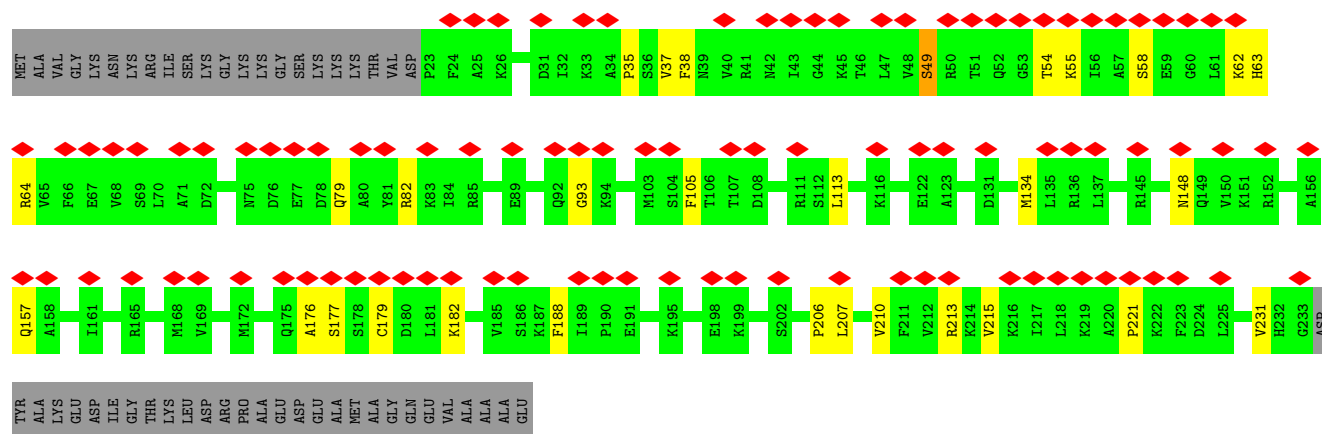 MET ALA VAL GLY LYS ASN LYS ARG ILE SER LYS GLY LYS LYS GLY SER LYS LYS LYS THR VAL ASP P23 F24 A25 K26 D31 I32 K33 A34 P35 S36 V37 F38 N39 V40 R41 N42 I43 G44 K45 T46 L47 V48 S49 R50 T51 Q52 G53 T54 K55 I56 A57 S58 E59 G60 L61 K62 H63
R64 V65 F66 E67 V68 S69 L70 A71 D72 N75 D76 E77 D78 Q79 A80 Y81 R82 K83 I84 R85 E89 Q92 G93 K94 M103 S104 F105 T106 T107 D108 R111 S112 L113 K116 E122 A123 D131 M134 L135 R136 L137 R145 N148 Q149 V150 K151 R152 A156
Q157 A158 I161 R165 M168 V169 M172 Q175 A176 S177 S178 C179 D180 L181 K182 V185 S186 K187 F188 I189 P190 E191 K195 E198 K199 S202 P206 L207 V210 F211 V212 R213 K214 V215 K216 I217 L218 K219 A220 P221 K222 F223 D224 L225 V231 H232 G233 ASP
TYR ALA LYS GLU ASP ILE GLY THR LYS LEU ASP ARG PRO ALA GLU ASP GLU ALA MET ALA GLY GLN GLU VAL ALA ALA ALA GLU